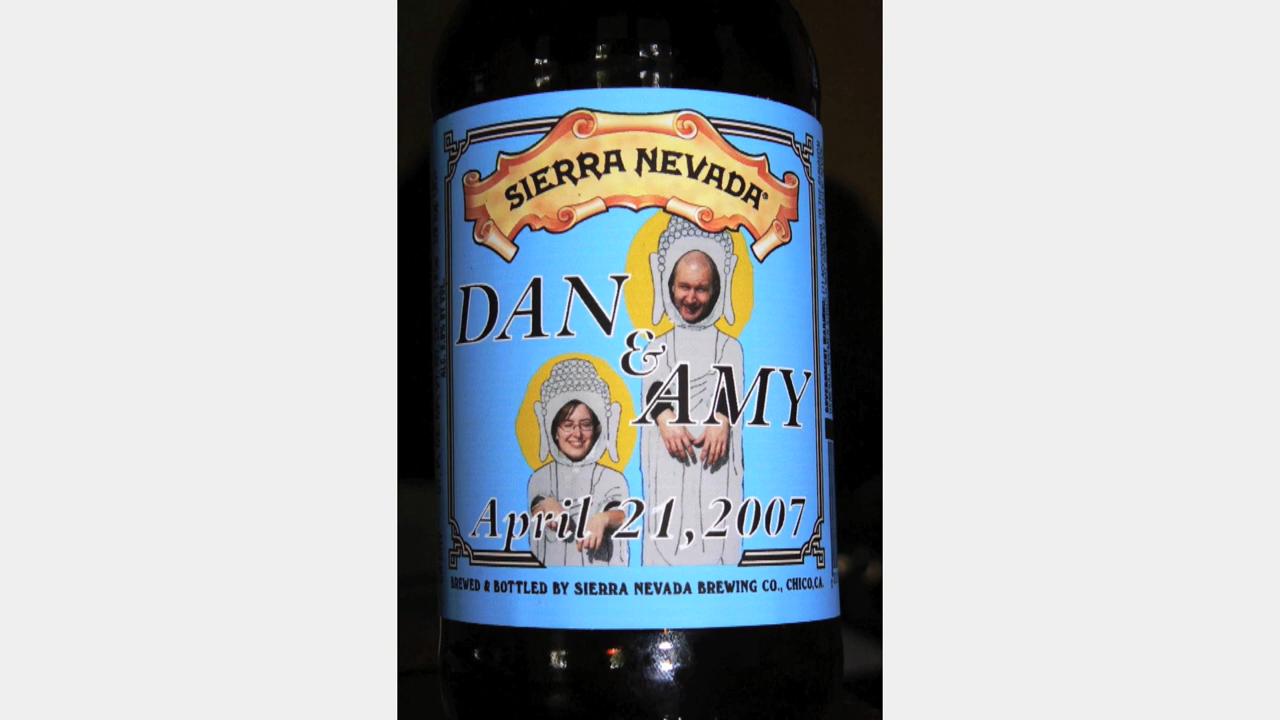 SIERRA NEVADA®
DAN
&
AMY
April 21, 2007
BREWED & BOTTLED BY SIERRA NEVADA BREWING CO., CHICO, CA.